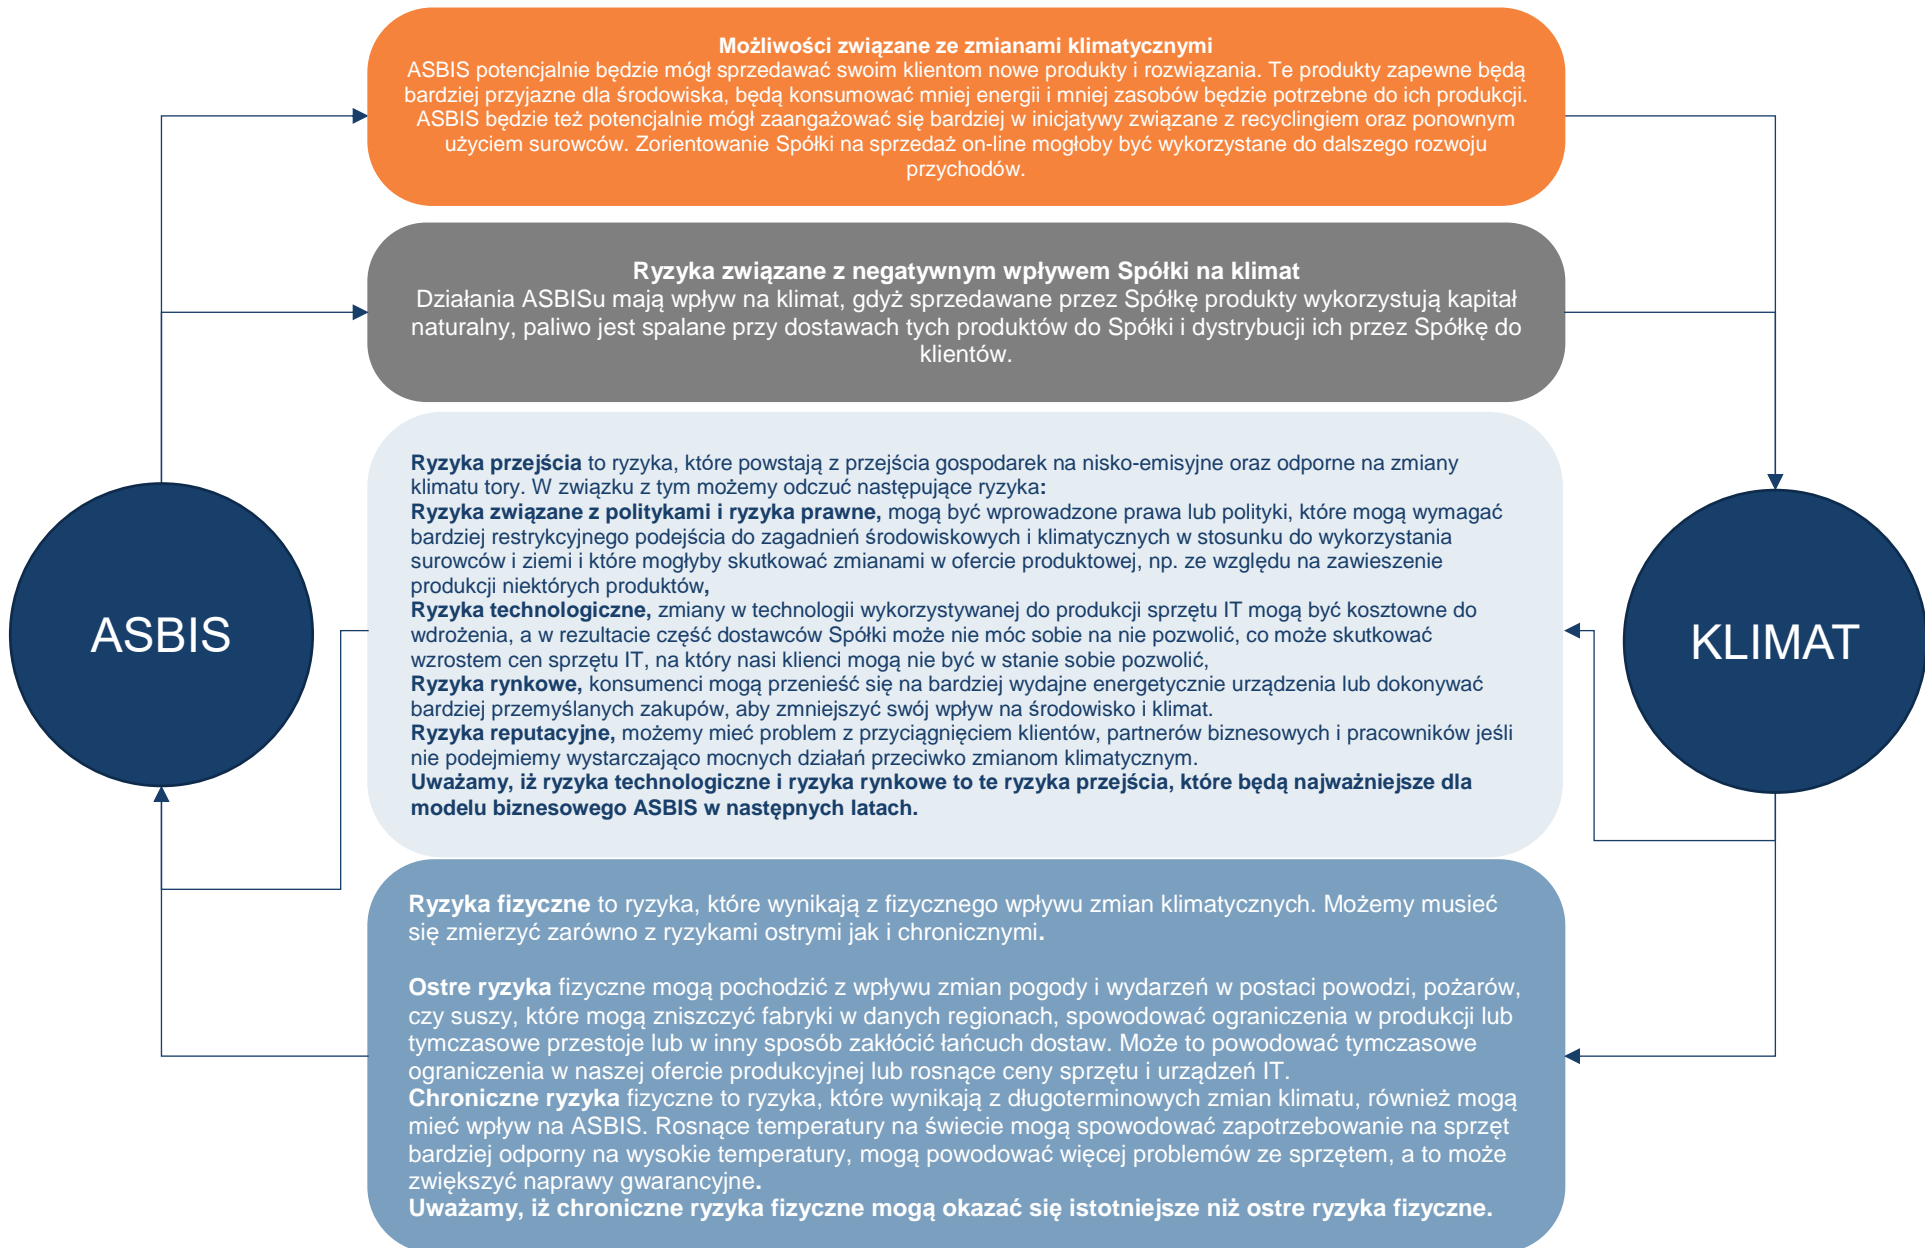 Możliwości związane ze zmianami klimatycznymi
ASBIS potencjalnie będzie mógł sprzedawać swoim klientom nowe produkty i rozwiązania. Te produkty zapewne będą
bardziej przyjazne dla środowiska, będą konsumować mniej energii i mniej zasobów będzie potrzebne do ich produkcji.
ASBIS będzie też potencjalnie mógł zaangażować się bardziej w inicjatywy związane z recyclingiem oraz ponownym
użyciem surowców. Zorientowanie Spółki na sprzedaż on-line mogłoby być wykorzystane do dalszego rozwoju
przychodów.
Ryzyka związane z negatywnym wpływem Spółki na klimat
Działania ASBISu mają wpływ na klimat, gdyż sprzedawane przez Spółkę produkty wykorzystują kapitał
naturalny, paliwo jest spalane przy dostawach tych produktów do Spółki i dystrybucji ich przez Spółkę do
klientów.
ASBIS
Ryzyka przejścia to ryzyka, które powstają z przejścia gospodarek na nisko-emisyjne oraz odporne na zmiany
klimatu tory. W związku z tym możemy odczuć następujące ryzyka:
Ryzyka związane z politykami i ryzyka prawne, mogą być wprowadzone prawa lub polityki, które mogą wymagać
bardziej restrykcyjnego podejścia do zagadnień środowiskowych i klimatycznych w stosunku do wykorzystania
surowców i ziemi i które mogłyby skutkować zmianami w ofercie produktowej, np. ze względu na zawieszenie
produkcji niektórych produktów,
Ryzyka technologiczne, zmiany w technologii wykorzystywanej do produkcji sprzętu IT mogą być kosztowne do
wdrożenia, a w rezultacie część dostawców Spółki może nie móc sobie na nie pozwolić, co może skutkować
wzrostem cen sprzętu IT, na który nasi klienci mogą nie być w stanie sobie pozwolić,
Ryzyka rynkowe, konsumenci mogą przenieść się na bardziej wydajne energetycznie urządzenia lub dokonywać
bardziej przemyślanych zakupów, aby zmniejszyć swój wpływ na środowisko i klimat.
Ryzyka reputacyjne, możemy mieć problem z przyciągnięciem klientów, partnerów biznesowych i pracowników jeśli
nie podejmiemy wystarczająco mocnych działań przeciwko zmianom klimatycznym.
Uważamy, iż ryzyka technologiczne i ryzyka rynkowe to te ryzyka przejścia, które będą najważniejsze dla
modelu biznesowego ASBIS w następnych latach.
KLIMAT
Ryzyka fizyczne to ryzyka, które wynikają z fizycznego wpływu zmian klimatycznych. Możemy musieć
się zmierzyć zarówno z ryzykami ostrymi jak i chronicznymi.
Ostre ryzyka fizyczne mogą pochodzić z wpływu zmian pogody i wydarzeń w postaci powodzi, pożarów,
czy suszy, które mogą zniszczyć fabryki w danych regionach, spowodować ograniczenia w produkcji lub
tymczasowe przestoje lub w inny sposób zakłócić łańcuch dostaw. Może to powodować tymczasowe
ograniczenia w naszej ofercie produkcyjnej lub rosnące ceny sprzętu i urządzeń IT.
Chroniczne ryzyka fizyczne to ryzyka, które wynikają z długoterminowych zmian klimatu, również mogą
mieć wpływ na ASBIS. Rosnące temperatury na świecie mogą spowodować zapotrzebowanie na sprzęt
bardziej odporny na wysokie temperatury, mogą powodować więcej problemów ze sprzętem, a to może
zwiększyć naprawy gwarancyjne.
Uważamy, iż chroniczne ryzyka fizyczne mogą okazać się istotniejsze niż ostre ryzyka fizyczne.